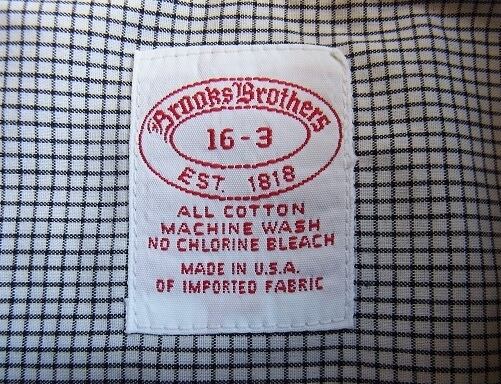 Brooks Brothers
16-3
EST. 1818
ALL COTTON
MACHINE WASH
NO CHLORINE BLEACH
MADE IN U.S.A.
OF IMPORTED FABRIC